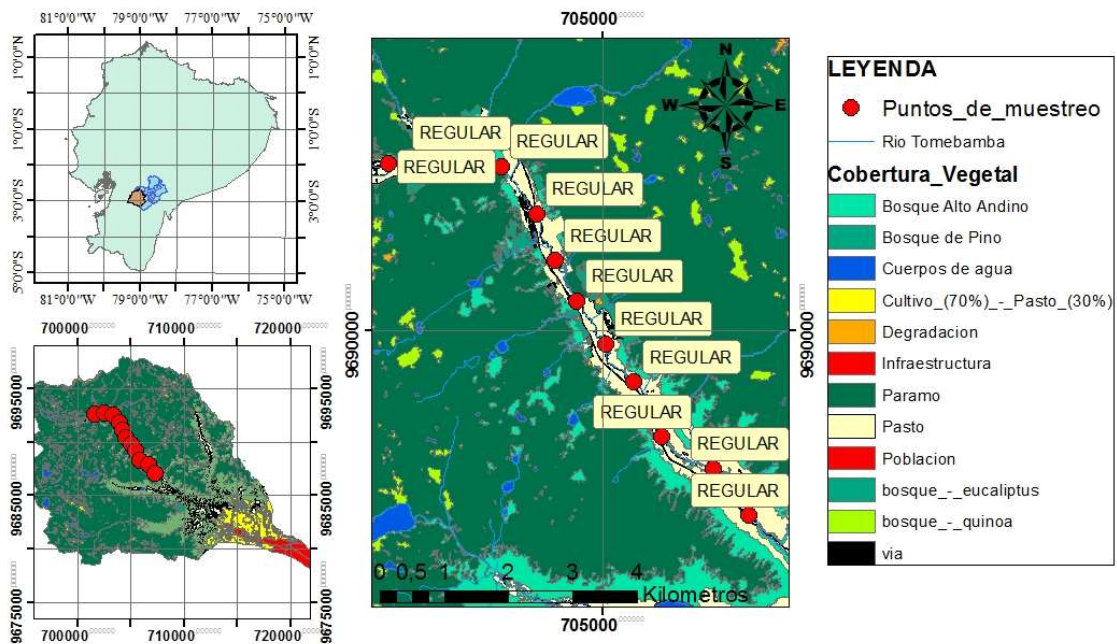 81°0'0"W 79°0'0"W 77°0'0"W 75°0'0"W
1°0'0"N
1°0'0"S
3°0'0"S
5°0'0"S
1°0'0"N
1°0'0"S
3°0'0"S
5°0'0"S
81°0'0"W 79°0'0"W 77°0'0"W 75°0'0"W
700000 710000 720000
9695000
9685000
9675000
9695000
9685000
9675000
700000 710000 720000
705000
9690000
9690000
N
W E
S
REGULAR
REGULAR
REGULAR
REGULAR
REGULAR
REGULAR
REGULAR
REGULAR
REGULAR
REGULAR
0 0,5 1 2 3 4
Kilometros
705000
LEYENDA
Puntos_de_muestreo
Rio Tomebamba
Cobertura_Vegetal
Bosque Alto Andino
Bosque de Pino
Cuerpos de agua
Cultivo_(70%)_-_Pasto_(30%)
Degradacion
Infraestructura
Paramo
Pasto
Poblacion
bosque_-_eucaliptus
bosque_-_quinoa
via